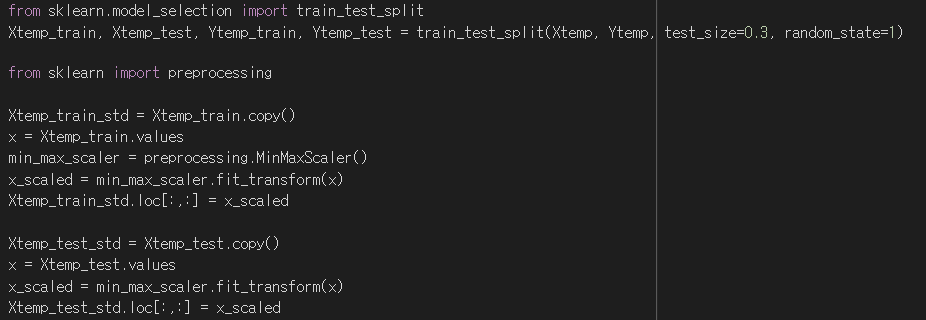 from sklearn.model_selection import train_test_split
Xtemp_train, Xtemp_test, Ytemp_train, Ytemp_test = train_test_split(Xtemp, Ytemp, test_size=0.3, random_state=1)
from sklearn import preprocessing
Xtemp_train_std = Xtemp_train.copy()
x = Xtemp_train.values
min_max_scaler = preprocessing.MinMaxScaler()
x_scaled = min_max_scaler.fit_transform(x)
Xtemp_train_std.loc[:,:] = x_scaled
Xtemp_test_std = Xtemp_test.copy()
x = Xtemp_test.values
x_scaled = min_max_scaler.fit_transform(x)
Xtemp_test_std.loc[:,:] = x_scaled